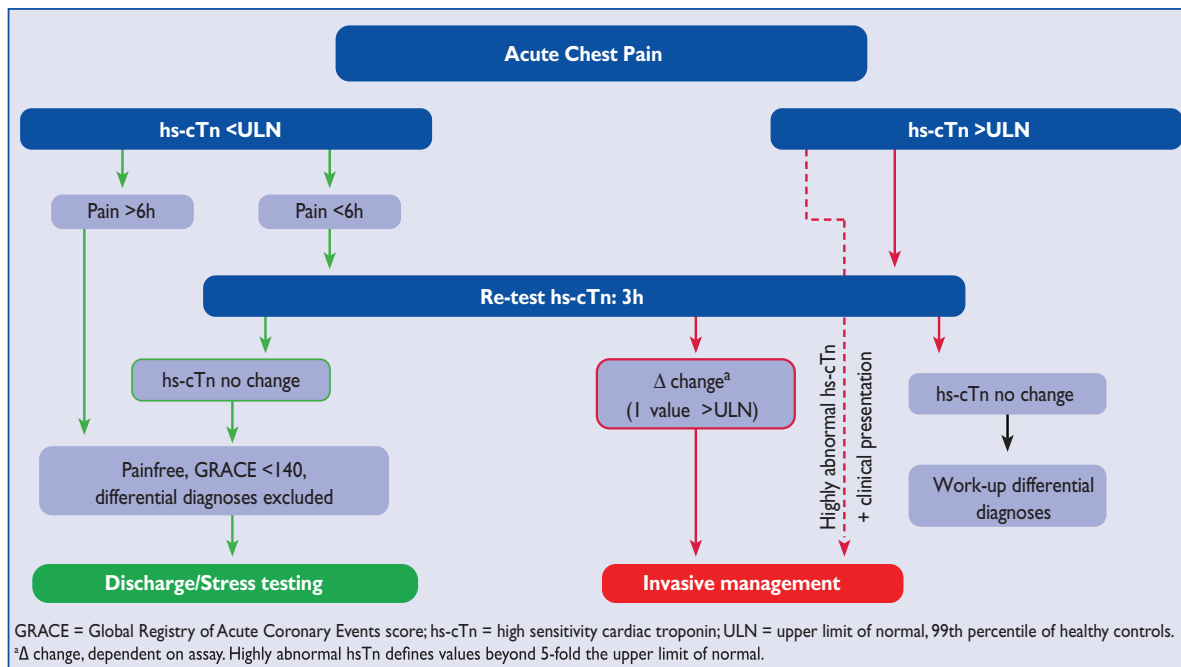 Acute Chest Pain
hs-cTn <ULN
hs-cTn >ULN
Pain >6h
Pain <6h
Re-test hs-cTn: 3h
hs-cTn no change
Δ changeᵃ
(1 value >ULN)
Highly abnormal hs-cTn
+ clinical presentation
hs-cTn no change
Painfree, GRACE <140,
differential diagnoses excluded
Work-up differential
diagnoses
Discharge/Stress testing
Invasive management
GRACE = Global Registry of Acute Coronary Events score; hs-cTn = high sensitivity cardiac troponin; ULN = upper limit of normal, 99th percentile of healthy controls.
ᵃΔ change, dependent on assay. Highly abnormal hsTn defines values beyond 5-fold the upper limit of normal.